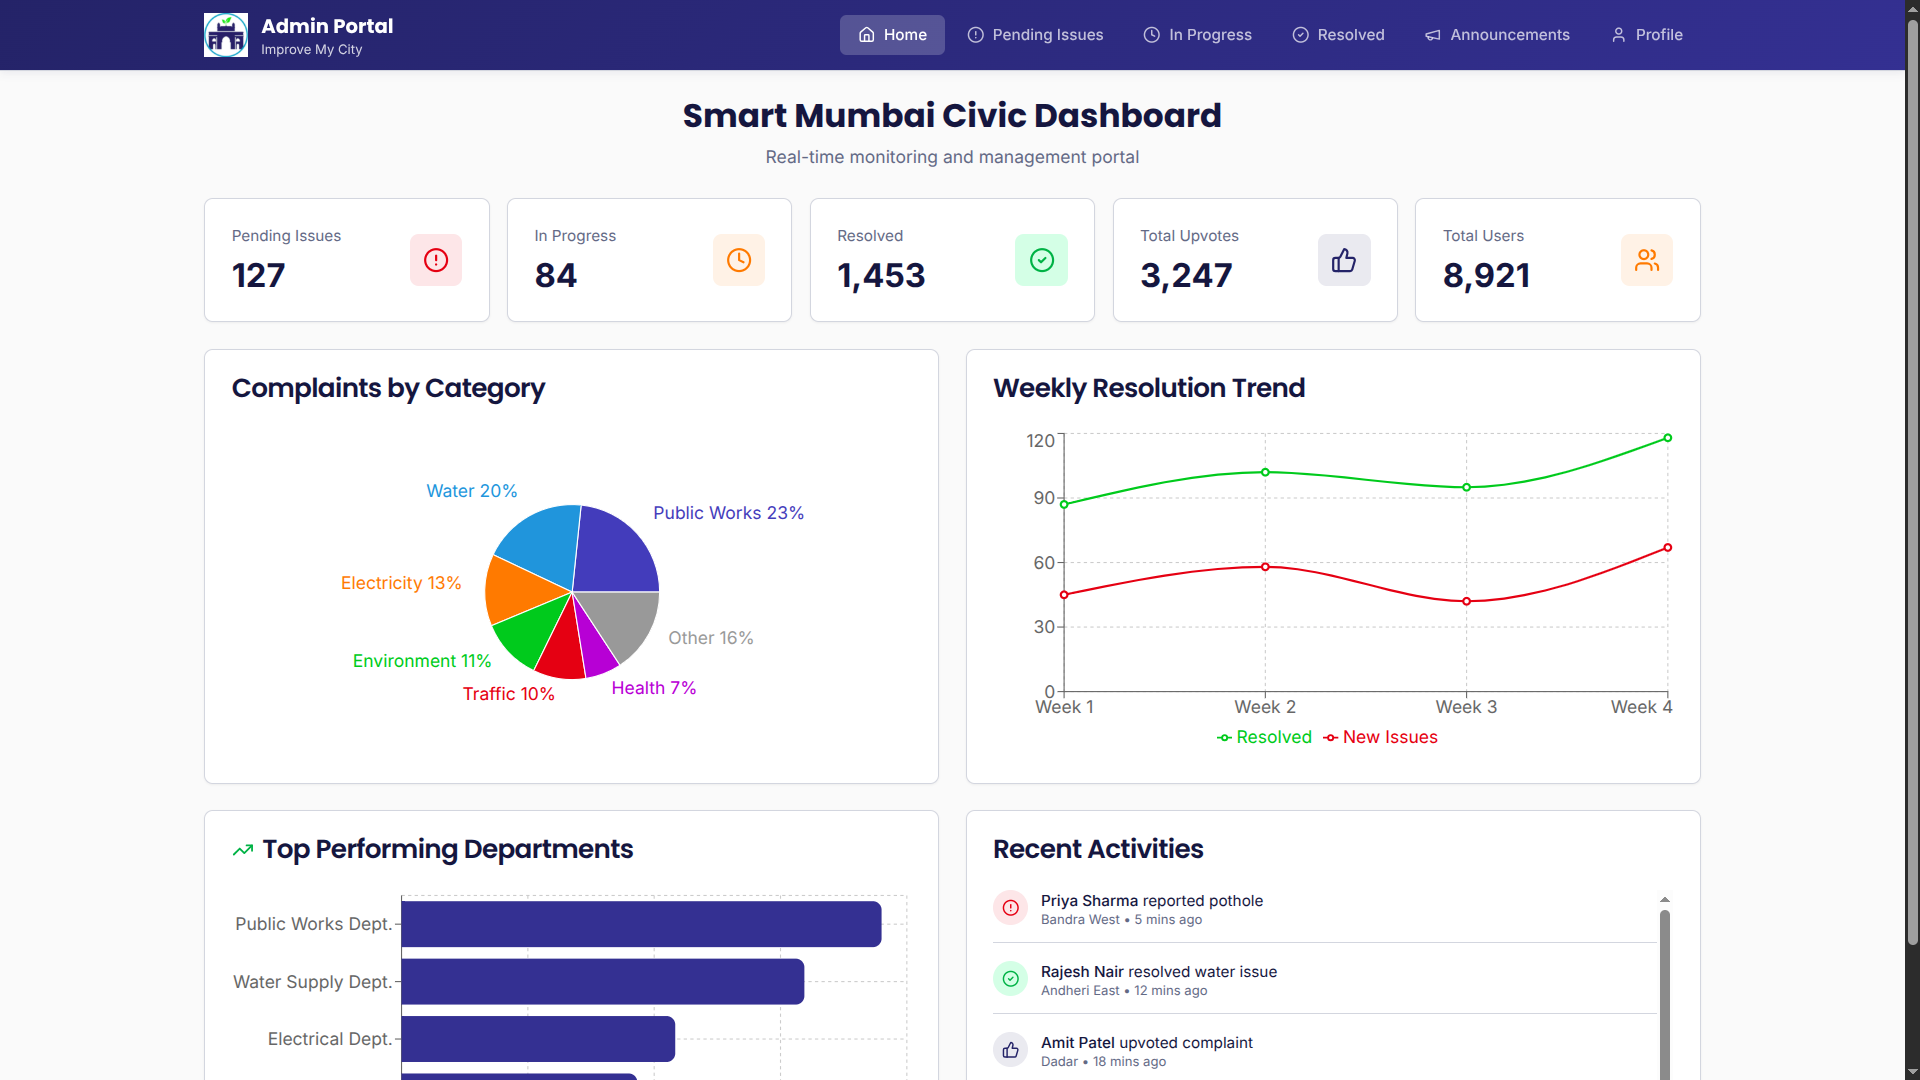 Admin Portal
Improve My City
Home
Pending Issues
In Progress
Resolved
Announcements
Profile
Smart Mumbai Civic Dashboard
Real-time monitoring and management portal
Pending Issues
127
In Progress
84
Resolved
1,453
Total Upvotes
3,247
Total Users
8,921
Complaints by Category
Water 20%
Public Works 23%
Electricity 13%
Other 16%
Environment 11%
Health 7%
Traffic 10%
Weekly Resolution Trend
120
90
60
30
0
Week 1
Week 2
Week 3
Week 4
Resolved
New Issues
Top Performing Departments
Public Works Dept.
Water Supply Dept.
Electrical Dept.
Recent Activities
Priya Sharma reported pothole
Bandra West • 5 mins ago
Rajesh Nair resolved water issue
Andheri East • 12 mins ago
Amit Patel upvoted complaint
Dadar • 18 mins ago